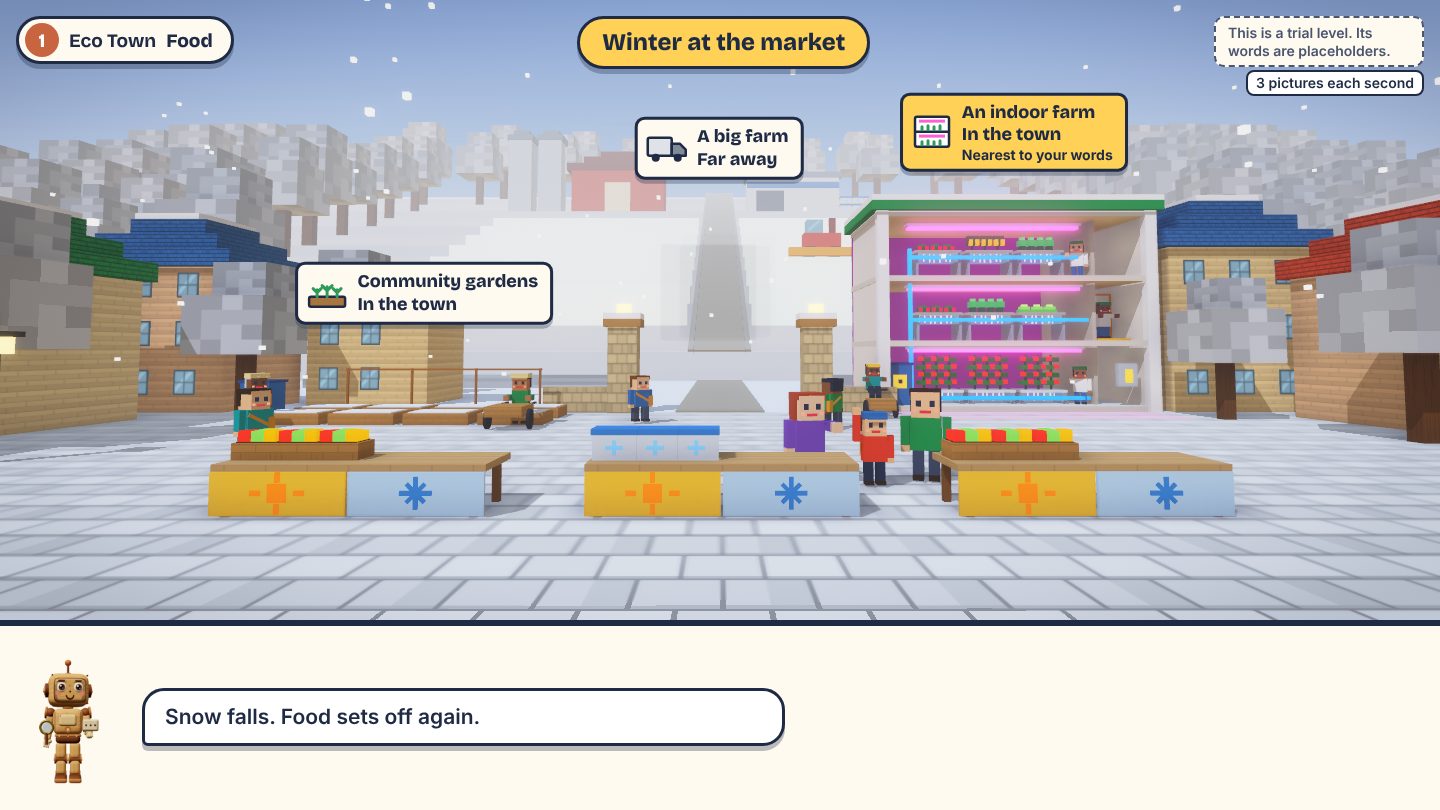 1 Eco Town Food
Winter at the market
This is a trial level. Its
words are placeholders.
3 pictures each second
A big farm
Far away
An indoor farm
In the town
Nearest to your words
Community gardens
In the town
Snow falls. Food sets off again.